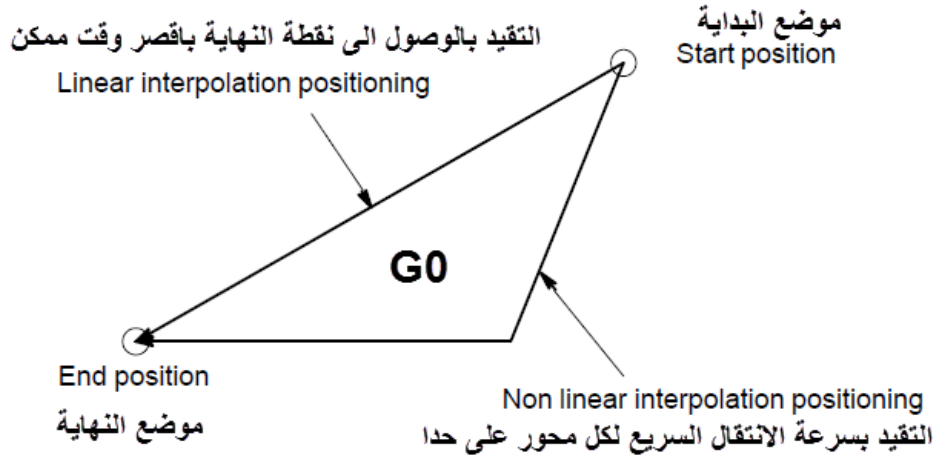 موضع البداية
Start position
التقيد بالوصول الى نقطة النهاية باقصر وقت ممكن
Linear interpolation positioning
G0
End position
موضع النهاية
Non linear interpolation positioning
التقيد بسرعة الانتقال السريع لكل محور على حدا